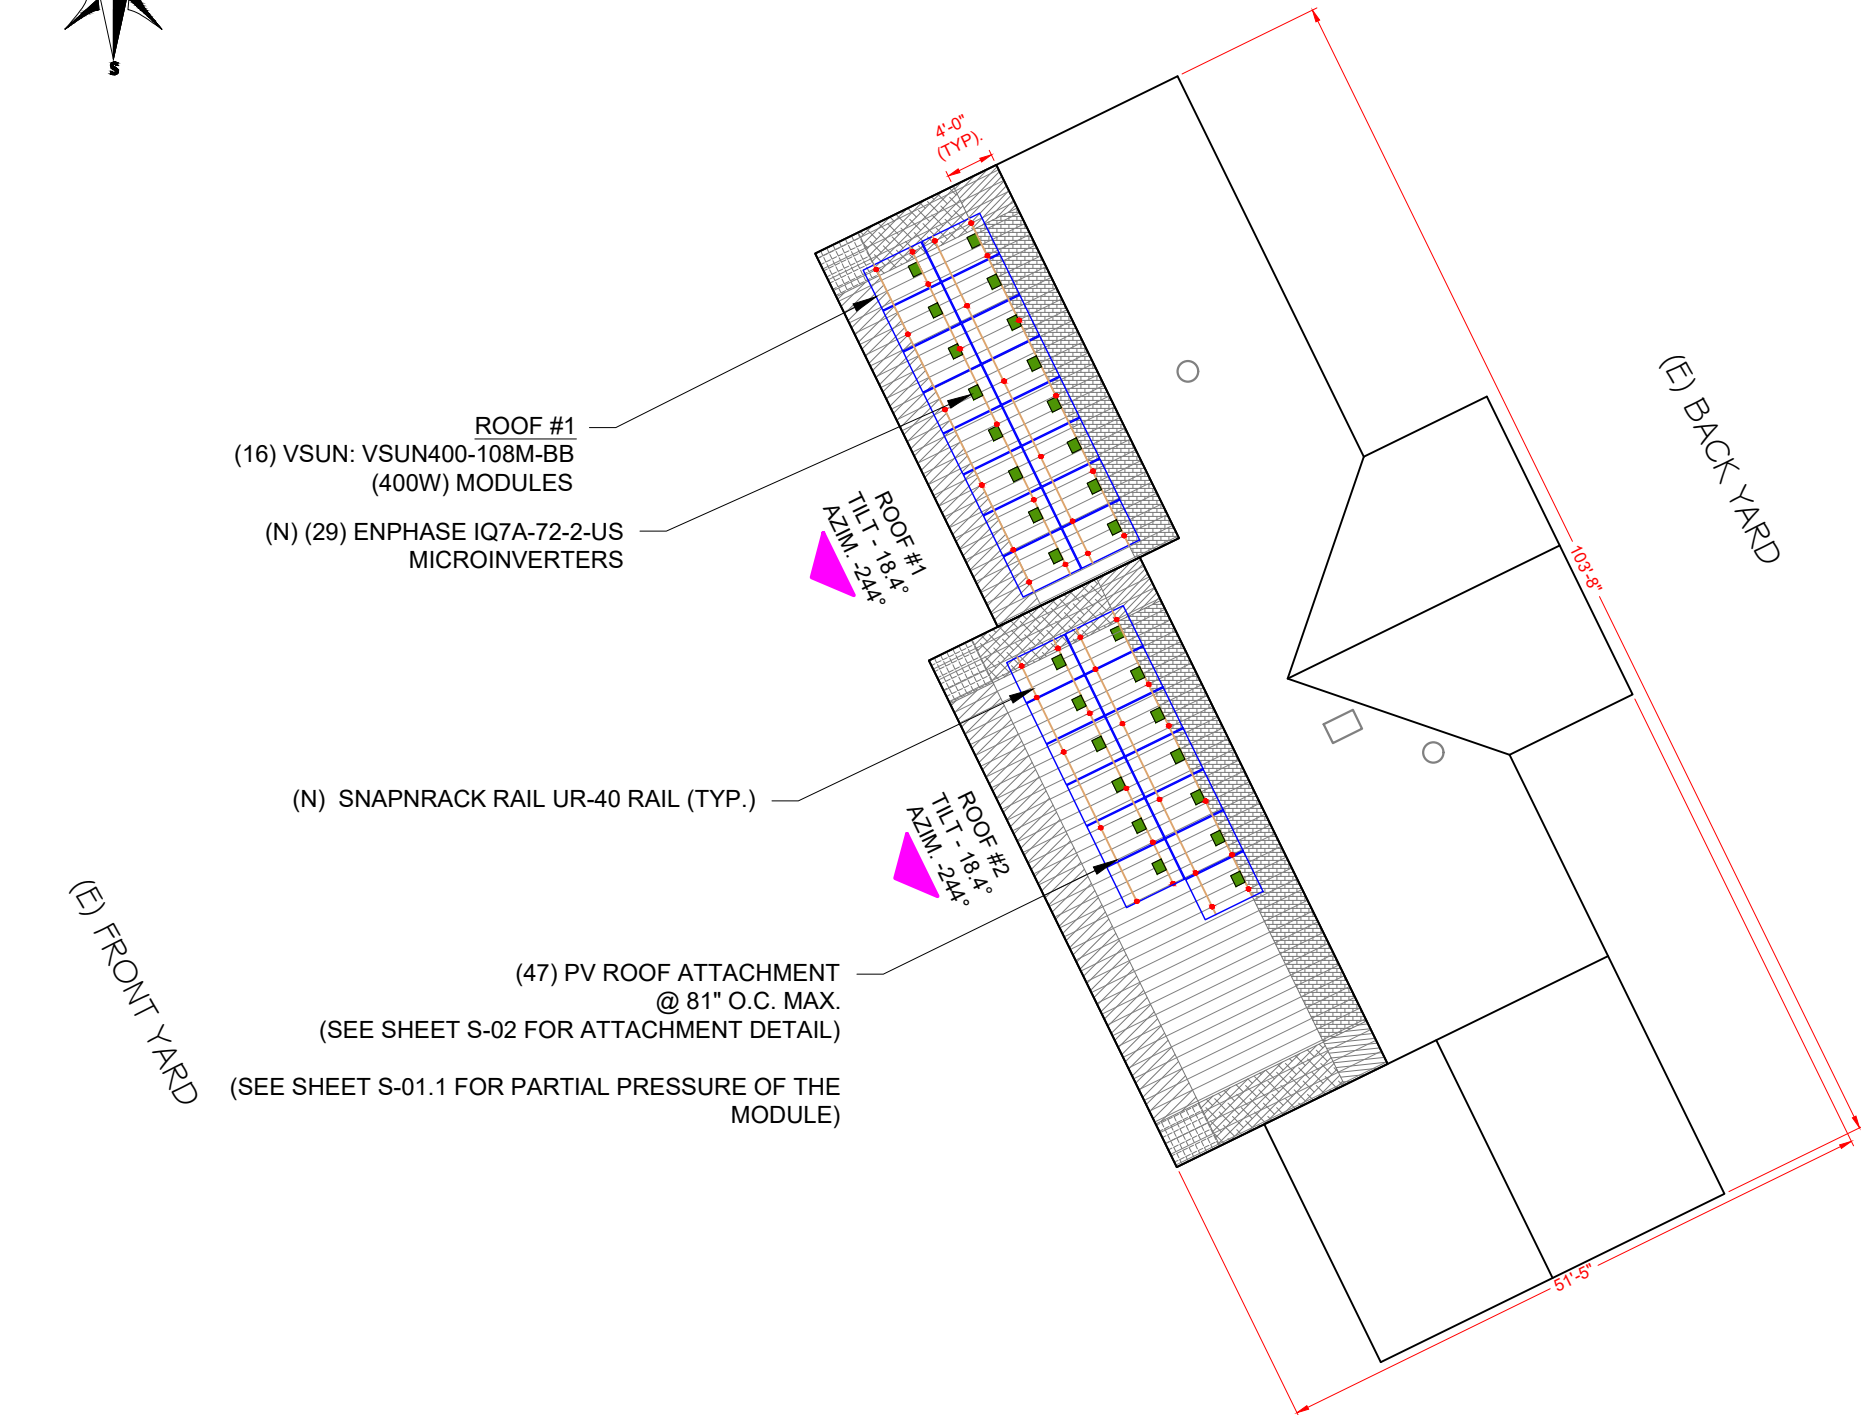 S
4'-0"
(TYP).
ROOF #1
(16) VSUN: VSUN400-108M-BB
(400W) MODULES
(N) (29) ENPHASE IQ7A-72-2-US
MICROINVERTERS
ROOF #1
TILT - 18.4°
AZIM. -244°
(E) BACK YARD
103'-8"
(N) SNAPNRACK RAIL UR-40 RAIL (TYP.)
ROOF #2
TILT - 18.4°
AZIM. -244°
(E) FRONT YARD
(47) PV ROOF ATTACHMENT
@ 81" O.C. MAX.
(SEE SHEET S-02 FOR ATTACHMENT DETAIL)
(SEE SHEET S-01.1 FOR PARTIAL PRESSURE OF THE
MODULE)
51'-5"